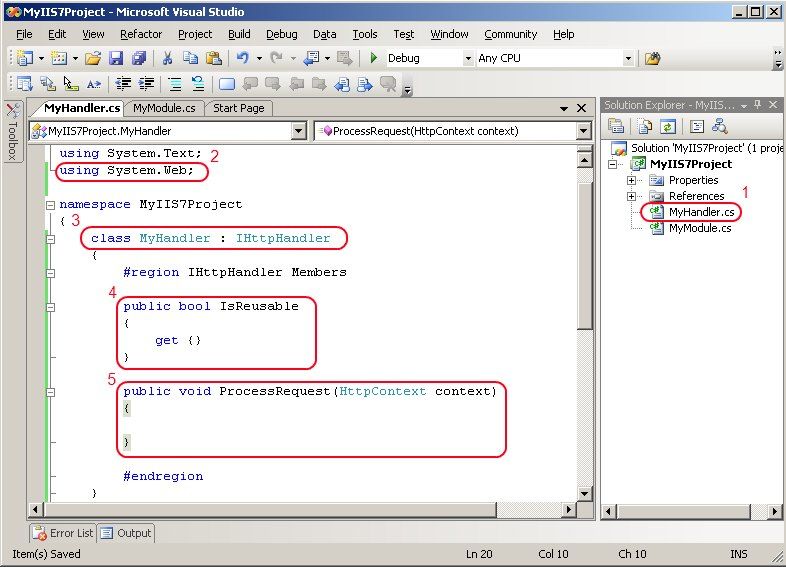 MyIIS7Project - Microsoft Visual Studio
File Edit View Refactor Project Build Debug Data Tools Test Window Community Help
Debug Any CPU
MyHandler.cs MyModule.cs Start Page
Solution Explorer - MyIIS...
Toolbox
MyIIS7Project.MyHandler ProcessRequest(HttpContext context)
using System.Text; 2
using System.Web;
namespace MyIIS7Project
{
3
class MyHandler : IHttpHandler
{
#region IHttpHandler Members
4
public bool IsReusable
{
get {}
}
5
public void ProcessRequest(HttpContext context)
{
}
#endregion
}
Solution 'MyIIS7Project' (1 proje
MyIIS7Project
Properties
1
References
MyHandler.cs
MyModule.cs
Error List Output
Item(s) Saved Ln 20 Col 10 Ch 10 INS